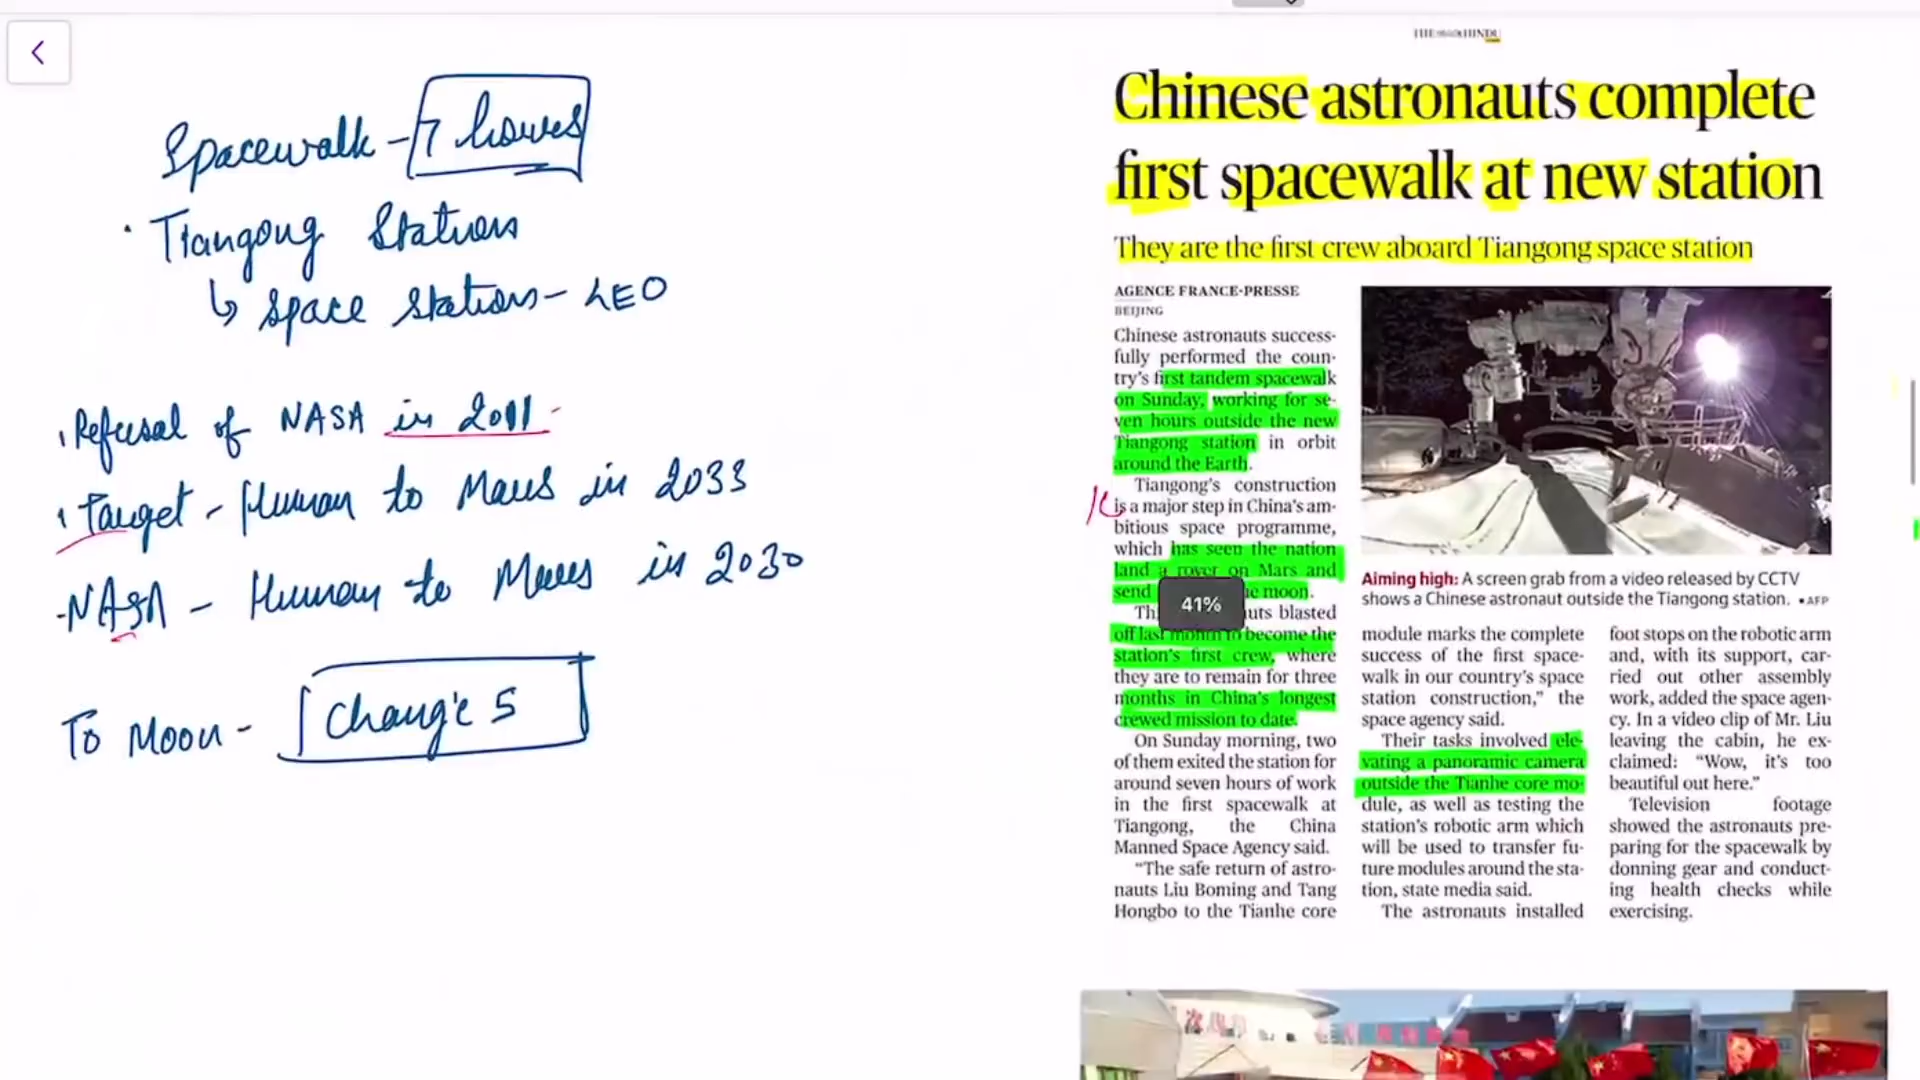 Spacewalk - 7 hours
Tiangong Station
↳ Space Station - LEO
Refusal of NASA in 2011
Target - Human to Mars in 2033
NASA - Human to Mars in 2030
To Moon - Chang'e 5
THE HINDU
Chinese astronauts complete
first spacewalk at new station
They are the first crew aboard Tiangong space station
AGENCE FRANCE-PRESSE
BEIJING
Chinese astronauts success-
fully performed the coun-
try's first tandem spacewalk
on Sunday, working for se-
ven hours outside the new
Tiangong station in orbit
around the Earth.
Tiangong's construction
is a major step in China's am-
bitious space programme,
which has seen the nation
land a rover on Mars and
send moon.
41%
blasted
off last month to become the
station's first crew, where
they are to remain for three
months in China's longest
crewed mission to date.
On Sunday morning, two
of them exited the station for
around seven hours of work
in the first spacewalk at
Tiangong, the China
Manned Space Agency said.
"The safe return of astro-
nauts Liu Boming and Tang
Hongbo to the Tianhe core
Aiming high: A screen grab from a video released by CCTV
shows a Chinese astronaut outside the Tiangong station. • AFP
module marks the complete
success of the first space-
walk in our country's space
station construction," the
space agency said.
Their tasks involved ele-
vating a panoramic camera
outside the Tianhe core mo-
dule, as well as testing the
station's robotic arm which
will be used to transfer fu-
ture modules around the sta-
tion, state media said.
The astronauts installed
foot stops on the robotic arm
and, with its support, car-
ried out other assembly
work, added the space agen-
cy. In a video clip of Mr. Liu
leaving the cabin, he ex-
claimed: "Wow, it's too
beautiful out here."
Television footage
showed the astronauts pre-
paring for the spacewalk by
donning gear and conduct-
ing health checks while
exercising.